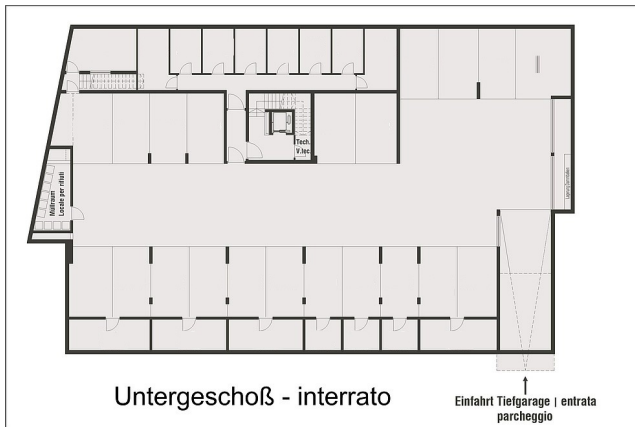 Tech.
V.tec.
Müllraum
Locale per rifiuti
Untergeschoß - interrato
Einfahrt Tiefgarage | entrata
parcheggio